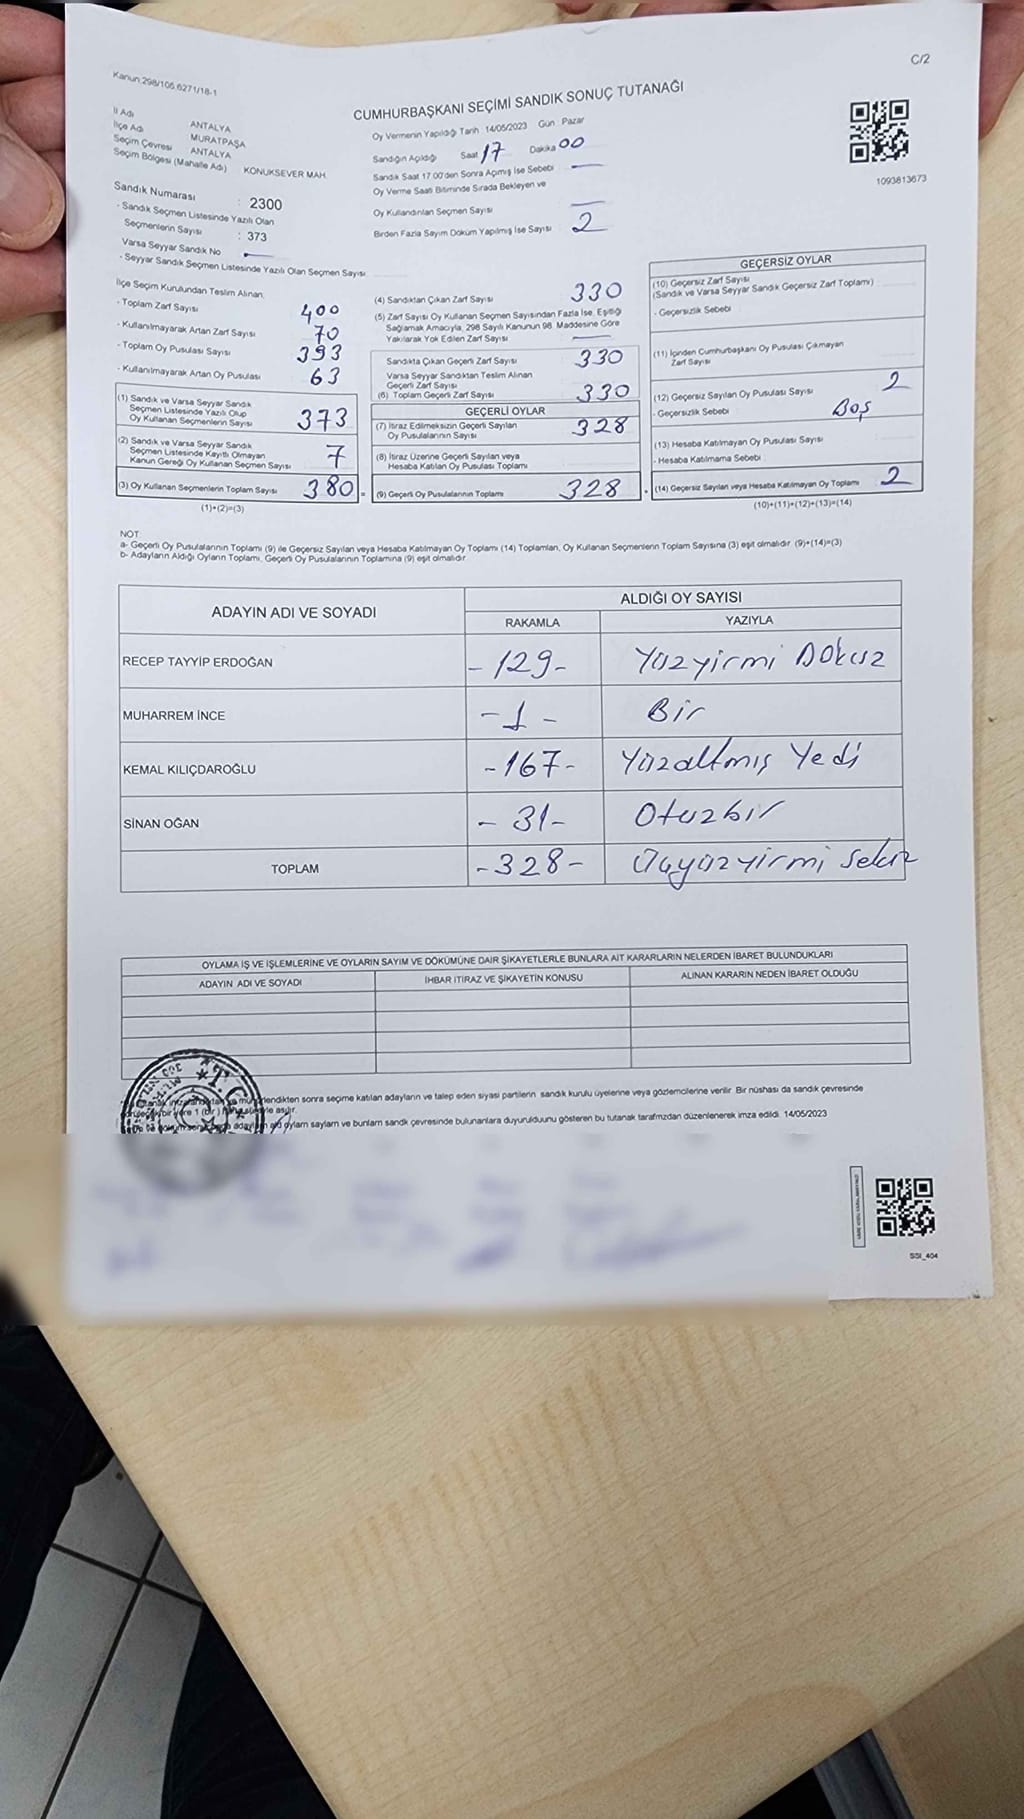 C/2
Kanun 298/106.6271/18-1
CUMHURBAŞKANI SEÇİMİ SANDIK SONUÇ TUTANAĞI
İl Adı ANTALYA
İlçe Adı MURATPAŞA
Seçim Çevresi ANTALYA
Seçim Bölgesi (Mahalle Adı) KONUKSEVER MAH.
Sandık Numarası : 2300
- Sandık Seçmen Listesinde Yazılı Olan
Seçmenlerin Sayısı : 373
Varsa Seyyar Sandık No
- Seyyar Sandık Seçmen Listesinde Yazılı Olan Seçmen Sayısı
Oy Vermenin Yapıldığı Tarih 14/05/2023 Gün Pazar
Sandığın Açıldığı Saat 17 Dakika 00
Sandık Saat 17.00'den Sonra Açılmış İse Sebebi —
Oy Verme Saati Bitiminde Sırada Bekleyen ve
Oy Kullandırılan Seçmen Sayısı —
Birden Fazla Sayım Döküm Yapılmış İse Sayısı 2
1093813673
İlçe Seçim Kurulundan Teslim Alınan:
- Toplam Zarf Sayısı 400
- Kullanılmayarak Artan Zarf Sayısı 70
- Toplam Oy Pusulası Sayısı 393
- Kullanılmayarak Artan Oy Pusulası 63
(1) Sandık ve Varsa Seyyar Sandık
Seçmen Listesinde Yazılı Olup
Oy Kullanan Seçmenlerin Sayısı 373
(2) Sandık ve Varsa Seyyar Sandık
Seçmen Listesinde Kayıtlı Olmayan
Kanun Gereği Oy Kullanan Seçmen Sayısı 7
(3) Oy Kullanan Seçmenlerin Toplam Sayısı 380 =
(1)+(2)=(3)
(4) Sandıktan Çıkan Zarf Sayısı 330
(5) Zarf Sayısı Oy Kullanan Seçmen Sayısından Fazla İse, Eşitliği
Sağlamak Amacıyla, 298 Sayılı Kanunun 98. Maddesine Göre
Yakılarak Yok Edilen Zarf Sayısı —
Sandıkta Çıkan Geçerli Zarf Sayısı 330
Varsa Seyyar Sandıktan Teslim Alınan
Geçerli Zarf Sayısı
(6) Toplam Geçerli Zarf Sayısı 330
GEÇERLİ OYLAR
(7) İtiraz Edilmeksizin Geçerli Sayılan
Oy Pusulalarının Sayısı 328
(8) İtiraz Üzerine Geçerli Sayılan veya
Hesaba Katılan Oy Pusulası Toplamı
(9) Geçerli Oy Pusulalarının Toplamı 328 +
GEÇERSİZ OYLAR
(10) Geçersiz Zarf Sayısı
(Sandık ve Varsa Seyyar Sandık Geçersiz Zarf Toplamı)
- Geçersizlik Sebebi
(11) İçinden Cumhurbaşkanı Oy Pusulası Çıkmayan
Zarf Sayısı
(12) Geçersiz Sayılan Oy Pusulası Sayısı 2
- Geçersizlik Sebebi Boş
(13) Hesaba Katılmayan Oy Pusulası Sayısı
- Hesaba Katılmama Sebebi
(14) Geçersiz Sayılan veya Hesaba Katılmayan Oy Toplamı 2
(10)+(11)+(12)+(13)=(14)
NOT:
a- Geçerli Oy Pusulalarının Toplamı (9) ile Geçersiz Sayılan veya Hesaba Katılmayan Oy Toplamı (14) Toplamları, Oy Kullanan Seçmenlerin Toplam Sayısına (3) eşit olmalıdır. (9)+(14)=(3)
b- Adayların Aldığı Oyların Toplamı, Geçerli Oy Pusulalarının Toplamına (9) eşit olmalıdır.
ADAYIN ADI VE SOYADI ALDIĞI OY SAYISI
RAKAMLA YAZIYLA
RECEP TAYYİP ERDOĞAN -129- Yüzyirmi Dokuz
MUHARREM İNCE -1- Bir
KEMAL KILIÇDAROĞLU -167- Yüzaltmış Yedi
SİNAN OĞAN -31- Otuzbir
TOPLAM -328- Üçyüzyirmi Sekiz
OYLAMA İŞ VE İŞLEMLERİNE VE OYLARIN SAYIM VE DÖKÜMÜNE DAİR ŞİKAYETLERLE BUNLARA AİT KARARLARIN NELERDEN İBARET BULUNDUKLARI
ADAYIN ADI VE SOYADI İHBAR İTİRAZ VE ŞİKAYETİN KONUSU ALINAN KARARIN NEDEN İBARET OLDUĞU
T.C.
sonra seçime katılan adayların ve talep eden siyasi partilerin sandık kurulu üyelerine veya gözlemcilerine verilir. Bir nüshası da sandık çevresinde
asılır.
oyların sayların ve bunların sandık çevresinde bulunanlara duyurulduunu gösteren bu tutanak tarafımızdan düzenlenerek imza edildi. 14/05/2023
SSI_404